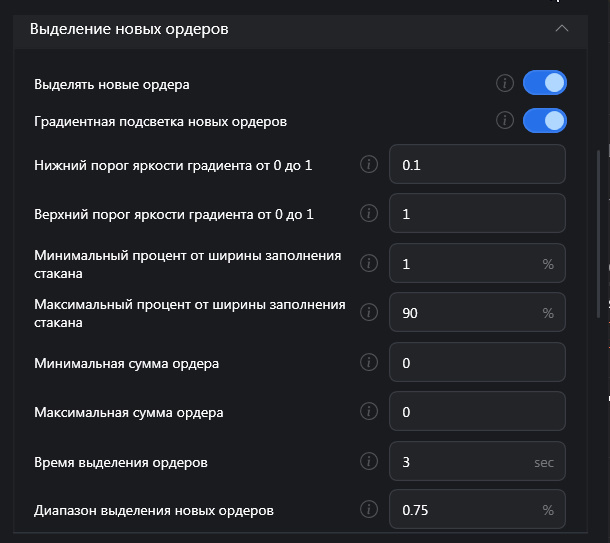 Выделение новых ордеров
Выделять новые ордера
Градиентная подсветка новых ордеров
Нижний порог яркости градиента от 0 до 1 0.1
Верхний порог яркости градиента от 0 до 1 1
Минимальный процент от ширины заполнения
стакана 1 %
Максимальный процент от ширины заполнения
стакана 90 %
Минимальная сумма ордера 0
Максимальная сумма ордера 0
Время выделения ордеров 3 sec
Диапазон выделения новых ордеров 0.75 %